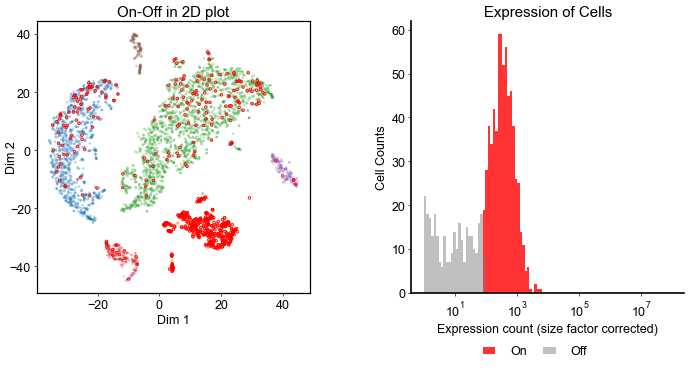 On-Off in 2D plot
40
20
0
−20
−40
Dim 2
−20
0
20
40
Dim 1
Expression of Cells
60
50
40
30
20
10
0
Cell Counts
10^1
10^3
10^5
10^7
Expression count (size factor corrected)
On
Off